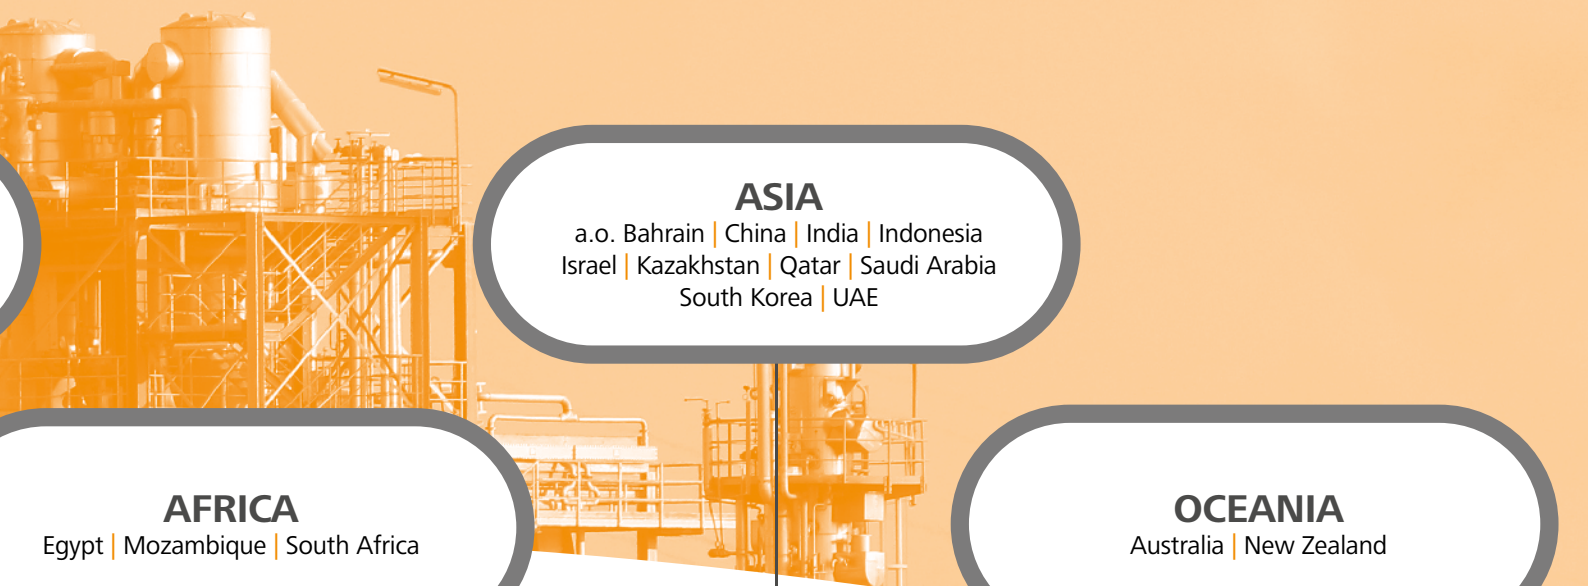 ASIA
a.o. Bahrain | China | India | Indonesia
Israel | Kazakhstan | Qatar | Saudi Arabia
South Korea | UAE
AFRICA
Egypt | Mozambique | South Africa
OCEANIA
Australia | New Zealand